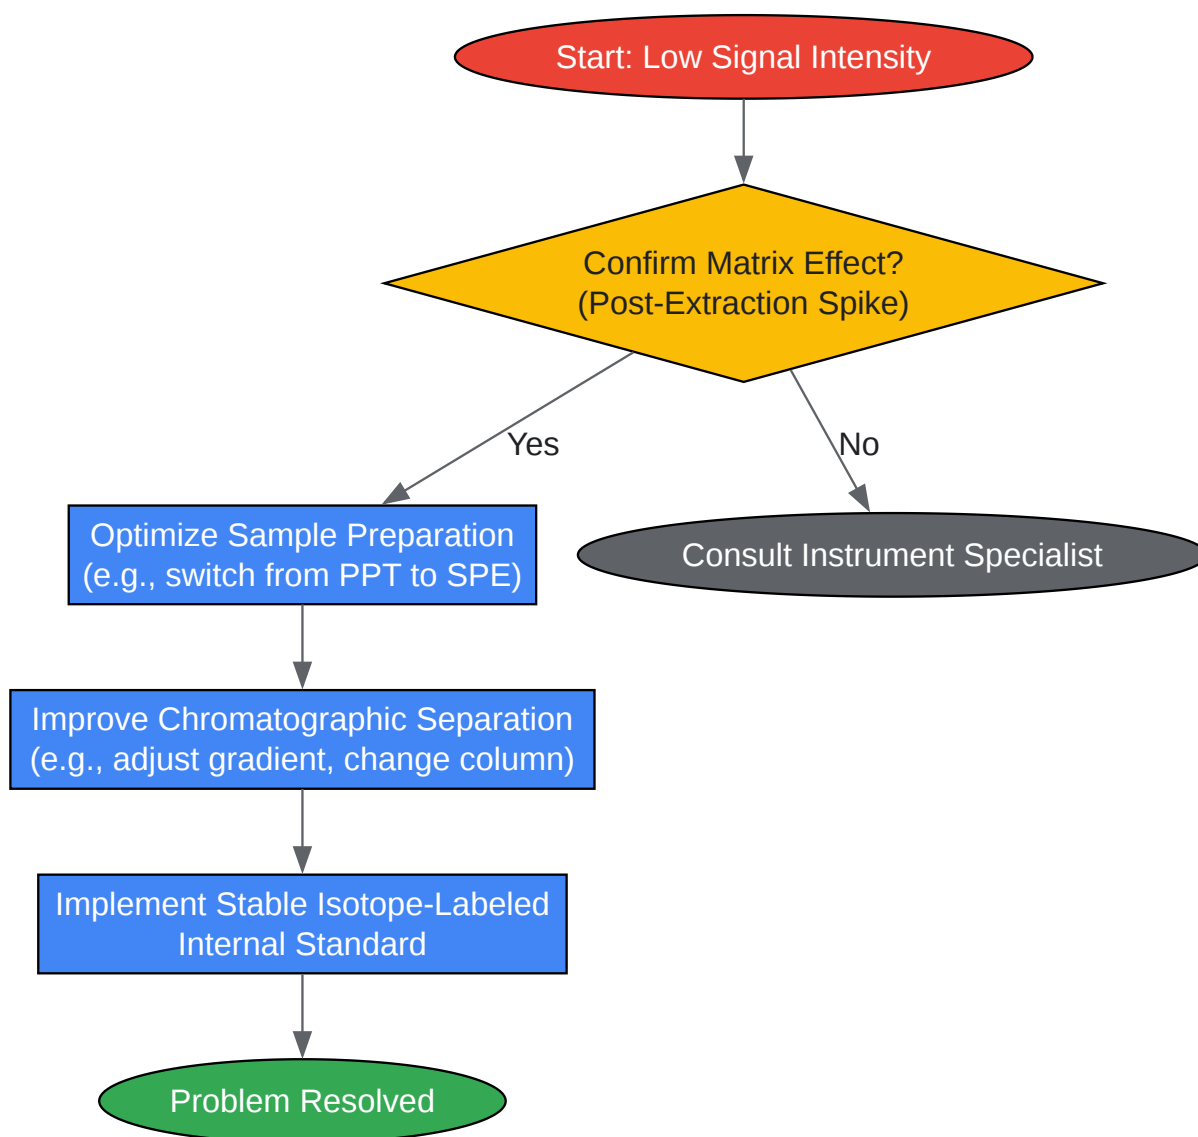 Start: Low Signal Intensity
Confirm Matrix Effect?
(Post-Extraction Spike)
Yes
No
Optimize Sample Preparation
(e.g., switch from PPT to SPE)
Consult Instrument Specialist
Improve Chromatographic Separation
(e.g., adjust gradient, change column)
Implement Stable Isotope-Labeled
Internal Standard
Problem Resolved